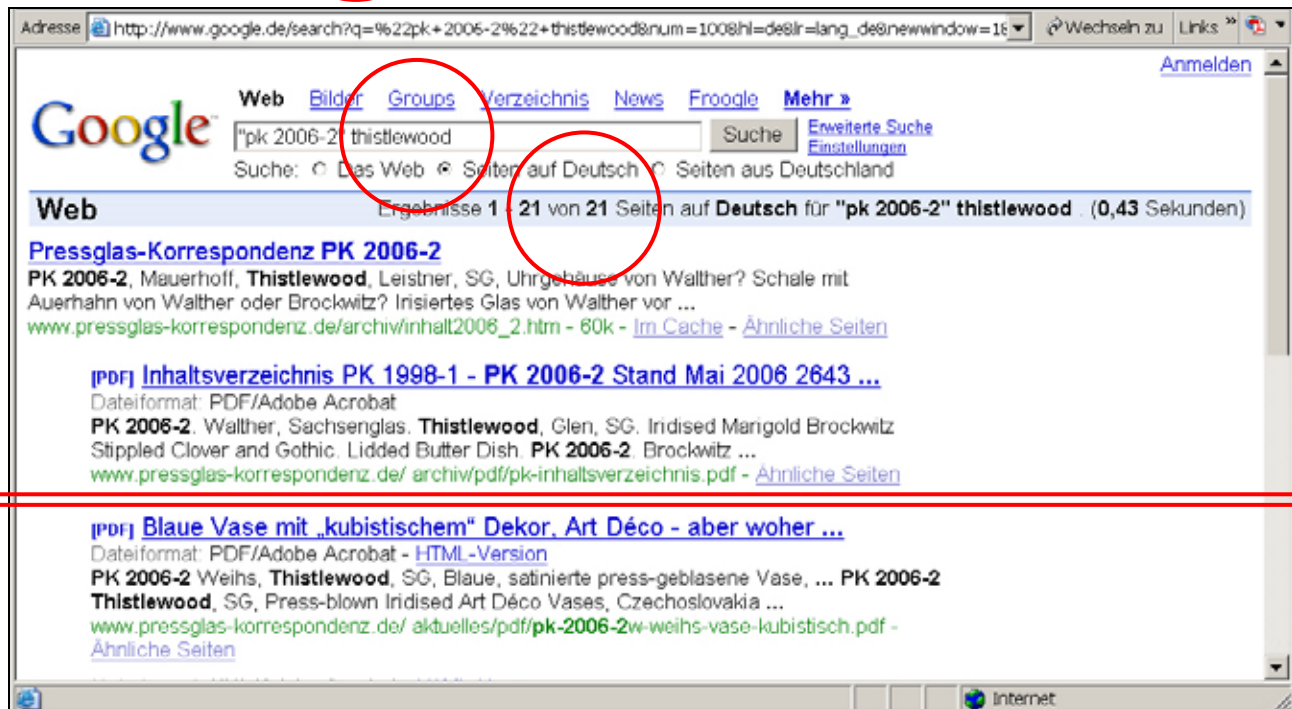 Adresse http://www.google.de/search?q=%22pk+2006-2%22+thistlewood&num=100&hl=de&lr=lang_de&newwindow=18 Wechseln zu Links »
Anmelden
Google Web Bilder Groups Verzeichnis News Froogle Mehr »
"pk 2006-2" thistlewood Suche Erweiterte Suche
Einstellungen
Suche: Das Web Seiten auf Deutsch Seiten aus Deutschland
Web Ergebnisse 1 - 21 von 21 Seiten auf Deutsch für "pk 2006-2" thistlewood . (0,43 Sekunden)
Pressglas-Korrespondenz PK 2006-2
PK 2006-2, Mauerhoff, Thistlewood, Leistner, SG, Uhrgehäuse von Walther? Schale mit
Auerhahn von Walther oder Brockwitz? Irisiertes Glas von Walther vor ...
www.pressglas-korrespondenz.de/archiv/inhalt2006_2.htm - 60k - Im Cache - Ähnliche Seiten
[PDF] Inhaltsverzeichnis PK 1998-1 - PK 2006-2 Stand Mai 2006 2643 ...
Dateiformat: PDF/Adobe Acrobat
PK 2006-2. Walther, Sachsenglas. Thistlewood, Glen, SG. Iridised Marigold Brockwitz
Stippled Clover and Gothic. Lidded Butter Dish. PK 2006-2. Brockwitz ...
www.pressglas-korrespondenz.de/ archiv/pdf/pk-inhaltsverzeichnis.pdf - Ähnliche Seiten
[PDF] Blaue Vase mit „kubistischem“ Dekor, Art Déco - aber woher ...
Dateiformat: PDF/Adobe Acrobat - HTML-Version
PK 2006-2 Weihs, Thistlewood, SG, Blaue, satinierte press-geblasene Vase, ... PK 2006-2
Thistlewood, SG, Press-blown Iridised Art Déco Vases, Czechoslovakia ...
www.pressglas-korrespondenz.de/ aktuelles/pdf/pk-2006-2w-weihs-vase-kubistisch.pdf -
Ähnliche Seiten
Internet